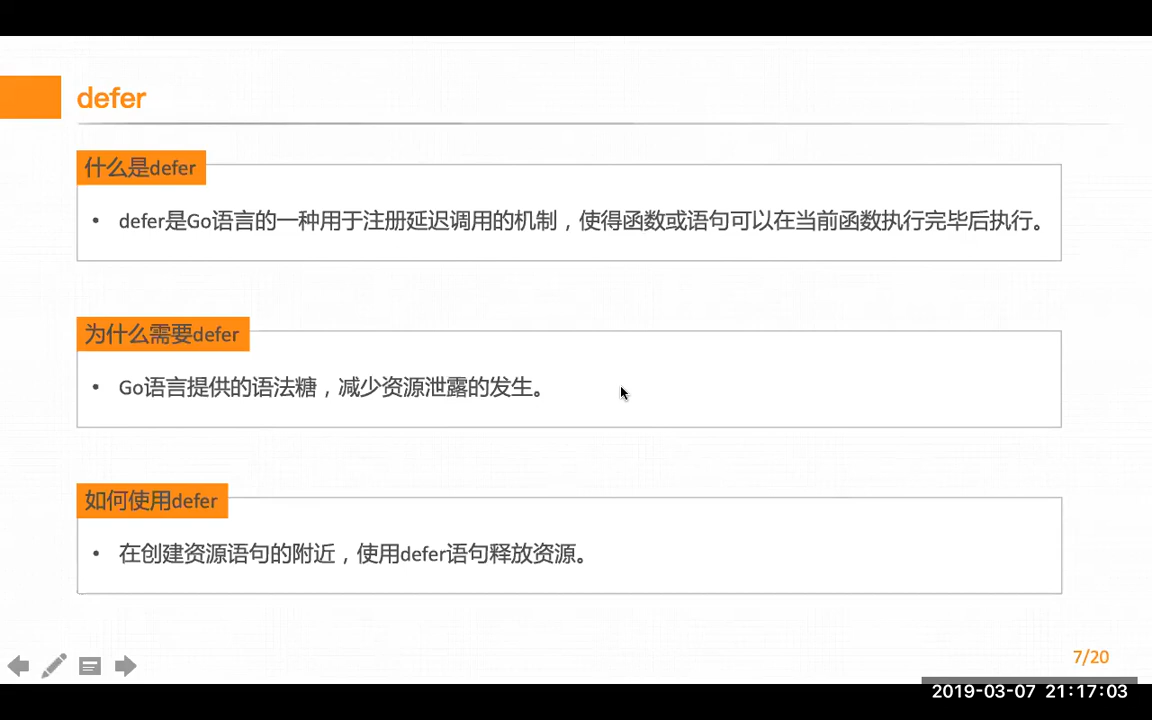 defer
什么是defer
• defer是Go语言的一种用于注册延迟调用的机制，使得函数或语句可以在当前函数执行完毕后执行。
为什么需要defer
• Go语言提供的语法糖，减少资源泄露的发生。
如何使用defer
• 在创建资源语句的附近，使用defer语句释放资源。
7/20
2019-03-07 21:17:03